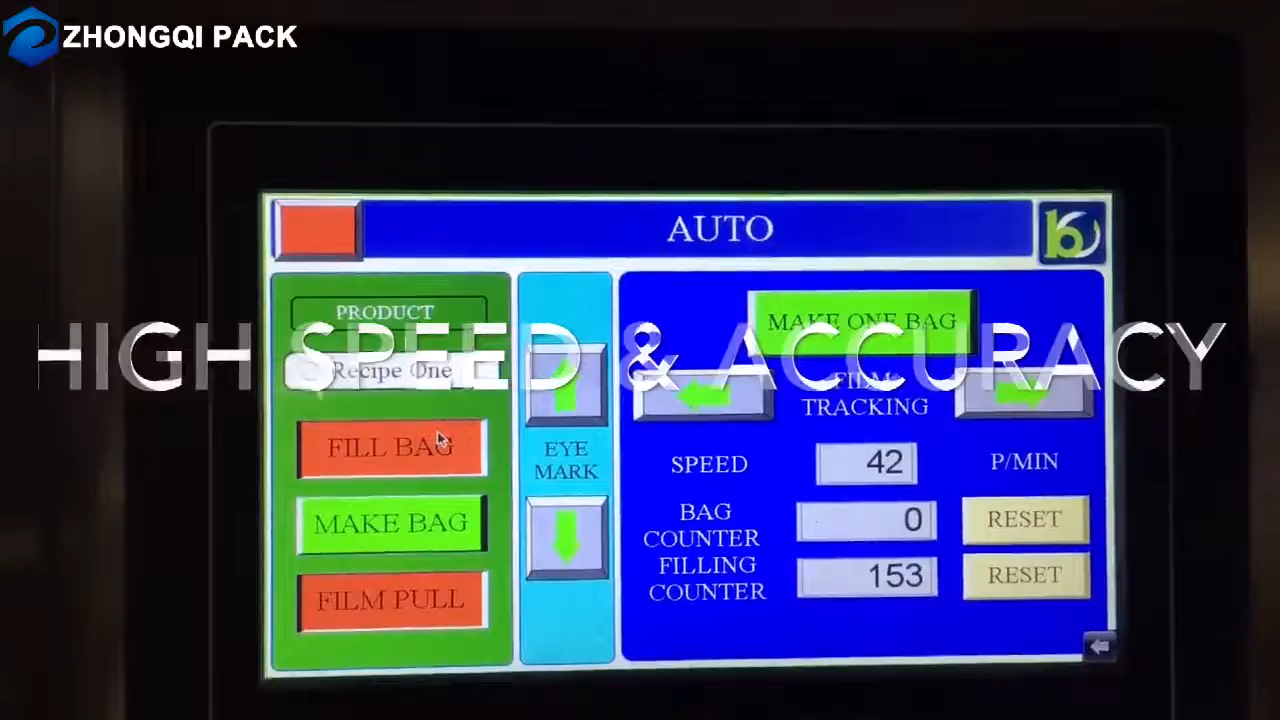 ZHONGQI PACK
AUTO
PRODUCT
Recipe One
FILL BAG
MAKE BAG
FILM PULL
EYE
MARK
MAKE ONE BAG
FILM
TRACKING
SPEED
42
P/MIN
BAG
COUNTER
0
RESET
FILLING
COUNTER
153
RESET
HIGH SPEED & ACCURACY